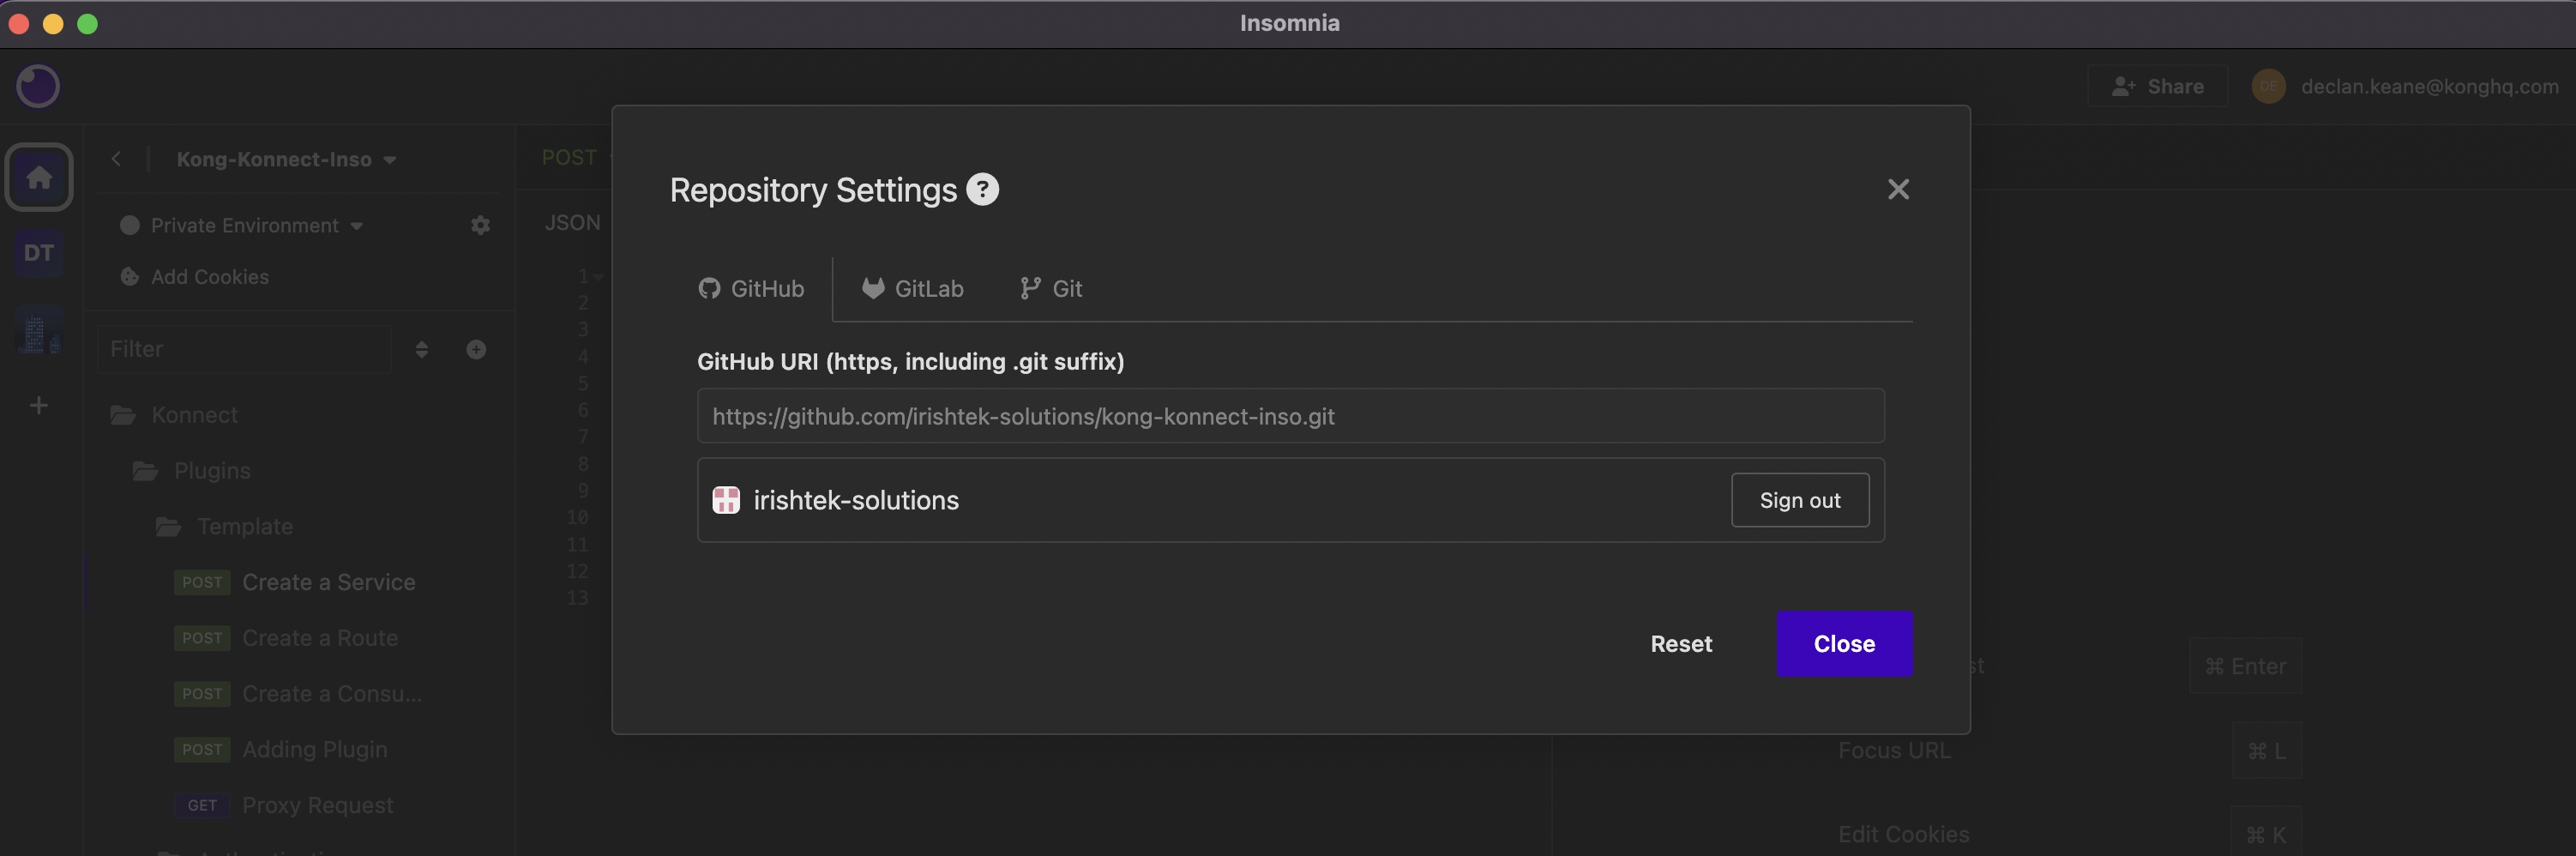 Insomnia
Share
DE
declan.keane@konghq.com
Kong-Konnect-Inso
Private Environment
Add Cookies
DT
Filter
Konnect
Plugins
Template
POST Create a Service
POST Create a Route
POST Create a Consu...
POST Adding Plugin
GET Proxy Request
POST
JSON
1
2
3
4
5
6
7
8
9
10
11
12
13
Repository Settings ?
GitHub
GitLab
Git
GitHub URI (https, including .git suffix)
https://github.com/irishtek-solutions/kong-konnect-inso.git
irishtek-solutions
Sign out
Reset
Close
⌘ Enter
Focus URL
⌘ L
Edit Cookies
⌘ K